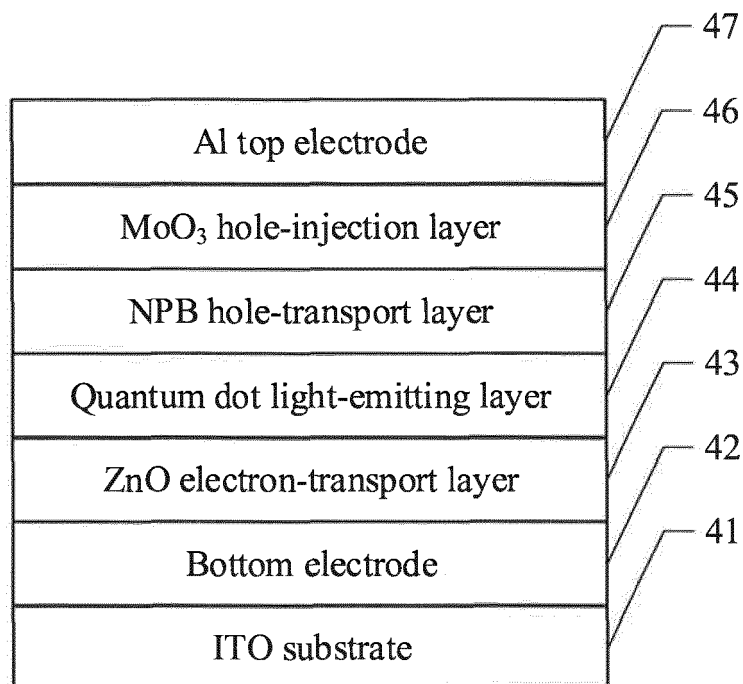 47
46
Al top electrode
45
MoO₃ hole-injection layer
44
NPB hole-transport layer
43
Quantum dot light-emitting layer
42
ZnO electron-transport layer
41
Bottom electrode
ITO substrate